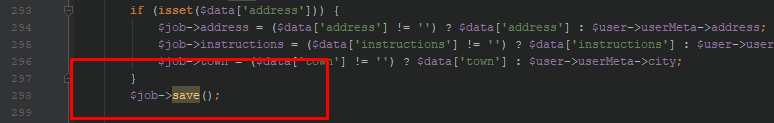 293 if (isset($data['address'])) {
294 $job->address = ($data['address'] != '') ? $data['address'] : $user->userMeta->address;
295 $job->instructions = ($data['instructions'] != '') ? $data['instructions'] : $user->user
296 $job->town = ($data['town'] != '') ? $data['town'] : $user->userMeta->city;
297 }
298 $job->save();
299